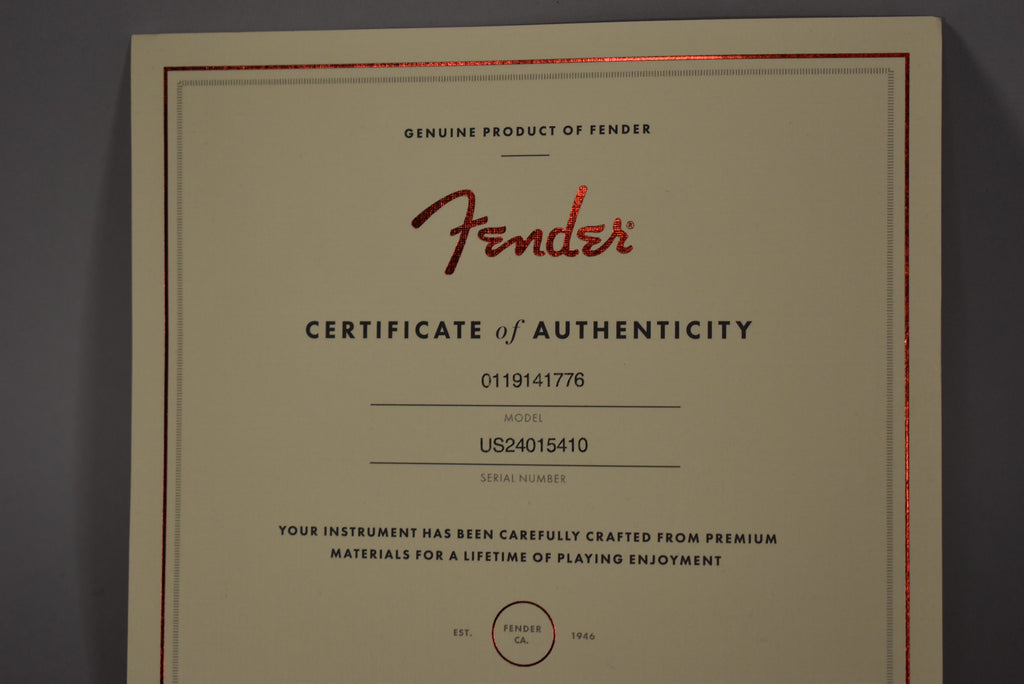 GENUINE PRODUCT OF FENDER
Fender®
CERTIFICATE of AUTHENTICITY
0119141776
MODEL
US24015410
SERIAL NUMBER
YOUR INSTRUMENT HAS BEEN CAREFULLY CRAFTED FROM PREMIUM
MATERIALS FOR A LIFETIME OF PLAYING ENJOYMENT
EST. FENDER CA. 1946